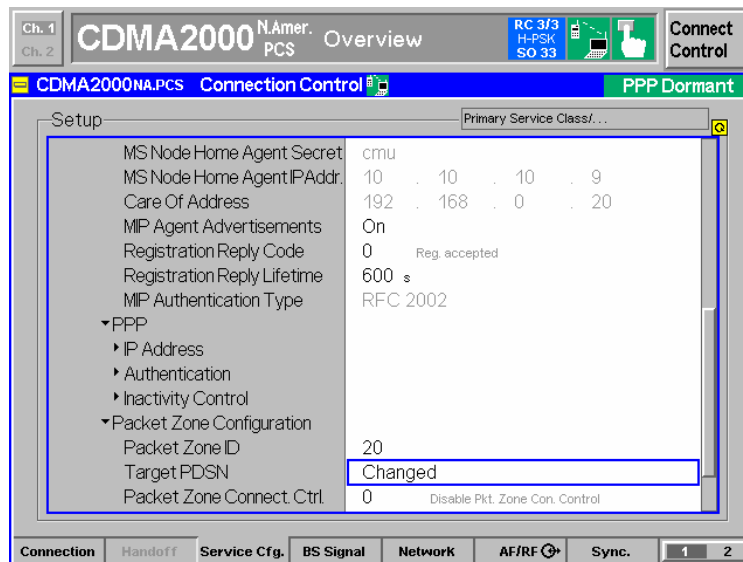 Ch. 1
Ch. 2
CDMA2000 N.Amer. PCS Overview
RC 3/3
H-PSK
SO 33
Connect Control
CDMA2000NA.PCS Connection Control
PPP Dormant
Setup
Primary Service Class/. . .
MS Node Home Agent Secret cmu
MS Node Home Agent IP Addr. 10 . 10 . 10 . 9
Care Of Address 192 . 168 . 0 . 20
MIP Agent Advertisements On
Registration Reply Code 0 Reg. accepted
Registration Reply Lifetime 600 s
MIP Authentication Type RFC 2002
PPP
IP Address
Authentication
Inactivity Control
Packet Zone Configuration
Packet Zone ID 20
Target PDSN Changed
Packet Zone Connect. Ctrl. 0 Disable Pkt. Zone Con. Control
Connection Handoff Service Cfg. BS Signal Network AF/RF Sync. 1 2